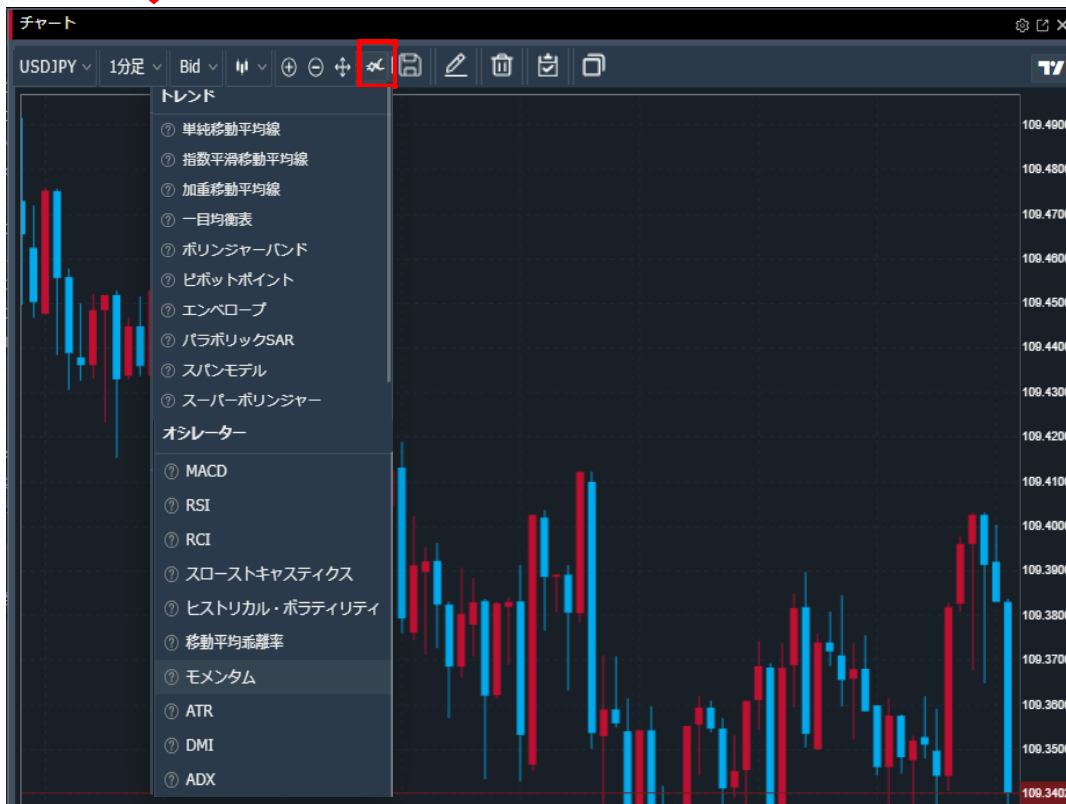 チャート
USDJPY 1分足 Bid
トレンド
単純移動平均線
指数平滑移動平均線
加重移動平均線
一目均衡表
ボリンジャーバンド
ピボットポイント
エンベロープ
パラボリックSAR
スパンモデル
スーパーボリンジャー
オシレーター
MACD
RSI
RCI
スローストキャスティクス
ヒストリカル・ボラティリティ
移動平均乖離率
モメンタム
ATR
DMI
ADX
109.4900
109.4800
109.4700
109.4600
109.4500
109.4400
109.4300
109.4200
109.4100
109.4000
109.3900
109.3800
109.3700
109.3600
109.3500
109.3402